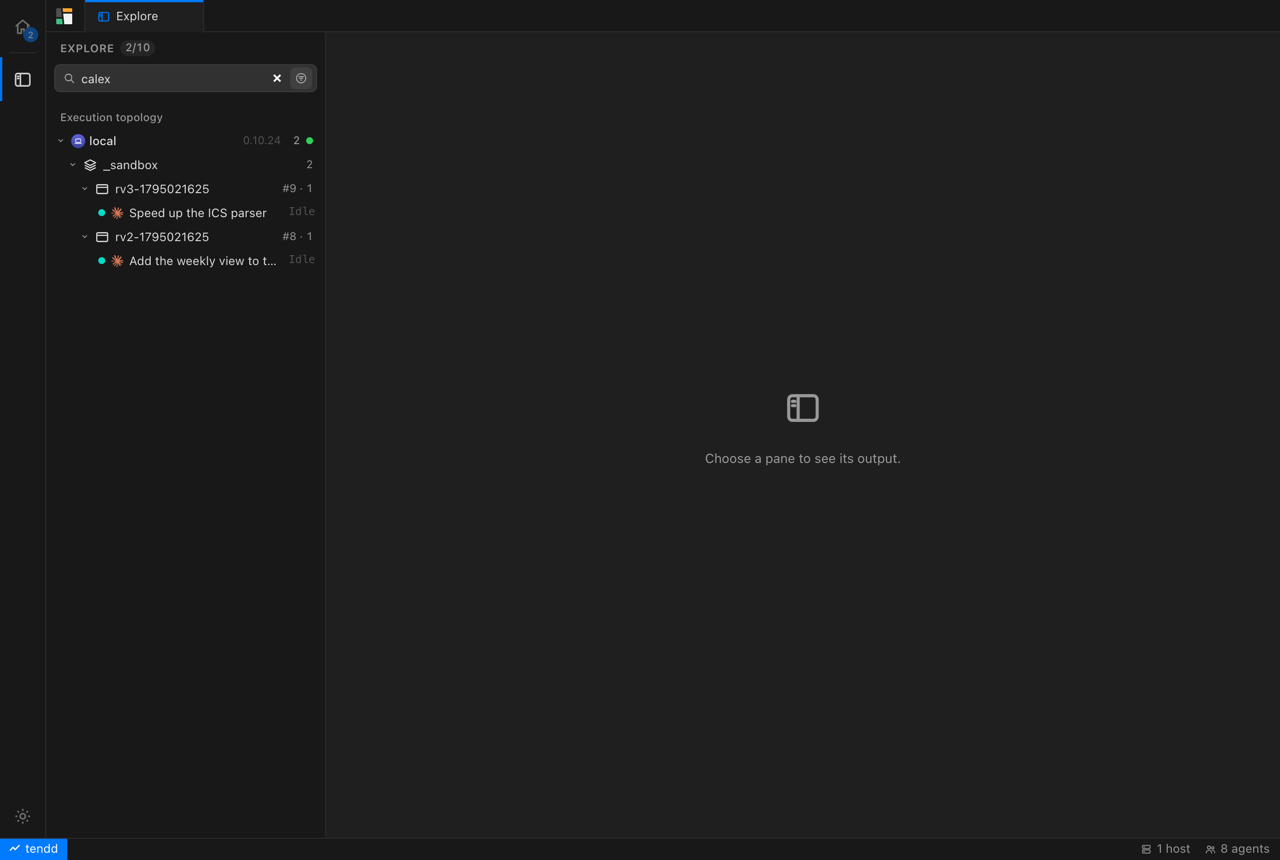 2
Explore
EXPLORE 2/10
calex
Execution topology
local 0.10.24 2
_sandbox 2
rv3-1795021625 #9 · 1
Speed up the ICS parser Idle
rv2-1795021625 #8 · 1
Add the weekly view to t... Idle
Choose a pane to see its output.
tendd 1 host 8 agents